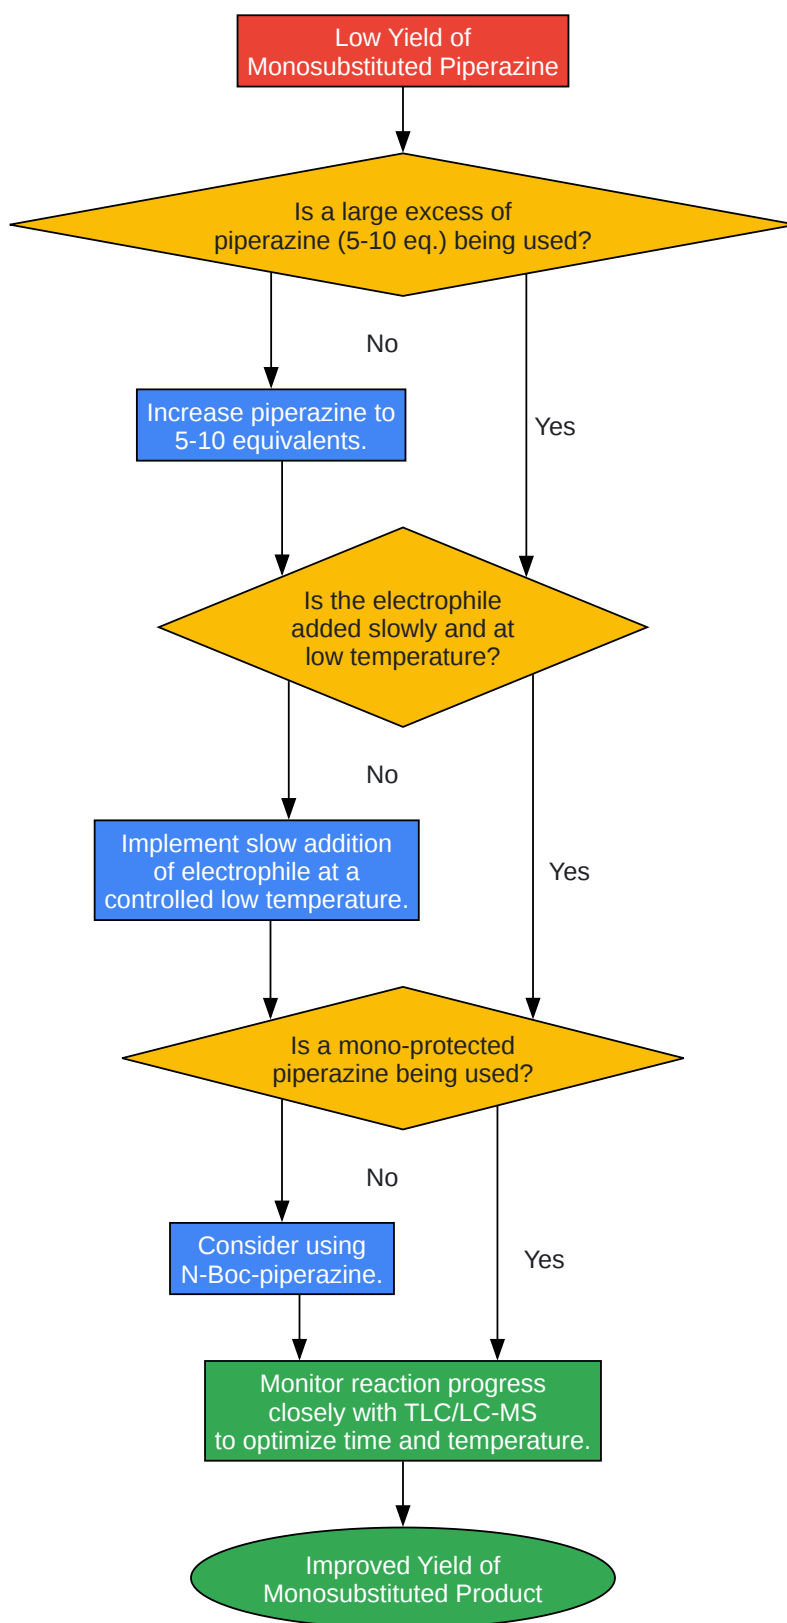 Low Yield of
Monosubstituted Piperazine
Is a large excess of
piperazine (5-10 eq.) being used?
No
Increase piperazine to
5-10 equivalents.
Yes
Is the electrophile
added slowly and at
low temperature?
No
Implement slow addition
of electrophile at a
controlled low temperature.
Yes
Is a mono-protected
piperazine being used?
No
Consider using
N-Boc-piperazine.
Yes
Monitor reaction progress
closely with TLC/LC-MS
to optimize time and temperature.
Improved Yield of
Monosubstituted Product